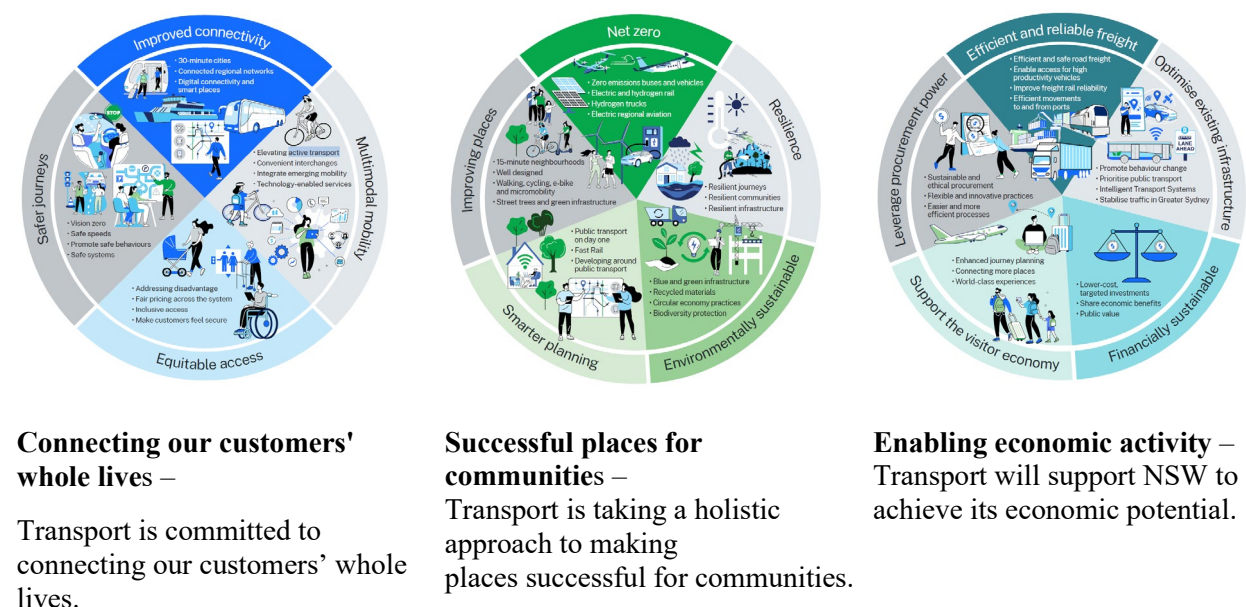 Improved connectivity
• 30-minute cities
• Connected regional networks
• Digital connectivity and
smart places
Multimodal mobility
• Elevating active transport
• Convenient interchanges
• Integrate emerging mobility
• Technology-enabled services
Equitable access
• Addressing disadvantage
• Fair pricing across the system
• Inclusive access
• Make customers feel secure
Safer journeys
STOP
• Vision zero
• Safe speeds
• Promote safe behaviours
• Safe systems
Net zero
• Zero emissions buses and vehicles
• Electric and hydrogen rail
• Hydrogen trucks
• Electric regional aviation
Resilience
• Resilient journeys
• Resilient communities
• Resilient infrastructure
Environmentally sustainable
• Blue and green infrastructure
• Recycled materials
• Circular economy practices
• Biodiversity protection
Smarter planning
• Public transport
on day one
• Fast Rail
• Developing around
public transport
Improving places
• 15-minute neighbourhoods
• Well designed
• Walking, cycling, e-bike
and micromobility
• Street trees and green infrastructure
Efficient and reliable freight
• Efficient and safe road freight
• Enable access for high
productivity vehicles
• Improve freight rail reliability
• Efficient movements
to and from ports
Optimise existing infrastructure
LANE
AHEAD
• Promote behaviour change
• Prioritise public transport
• Intelligent Transport Systems
• Stabilise traffic in Greater Sydney
Financially sustainable
• Lower-cost,
targeted investments
• Share economic benefits
• Public value
Support the visitor economy
• Enhanced journey planning
• Connecting more places
• World-class experiences
Leverage procurement power
• Sustainable and
ethical procurement
• Flexible and innovative practices
• Easier and more
efficient processes
Connecting our customers'
whole lives –
Transport is committed to
connecting our customers’ whole
lives.
Successful places for
communities –
Transport is taking a holistic
approach to making
places successful for communities.
Enabling economic activity –
Transport will support NSW to
achieve its economic potential.